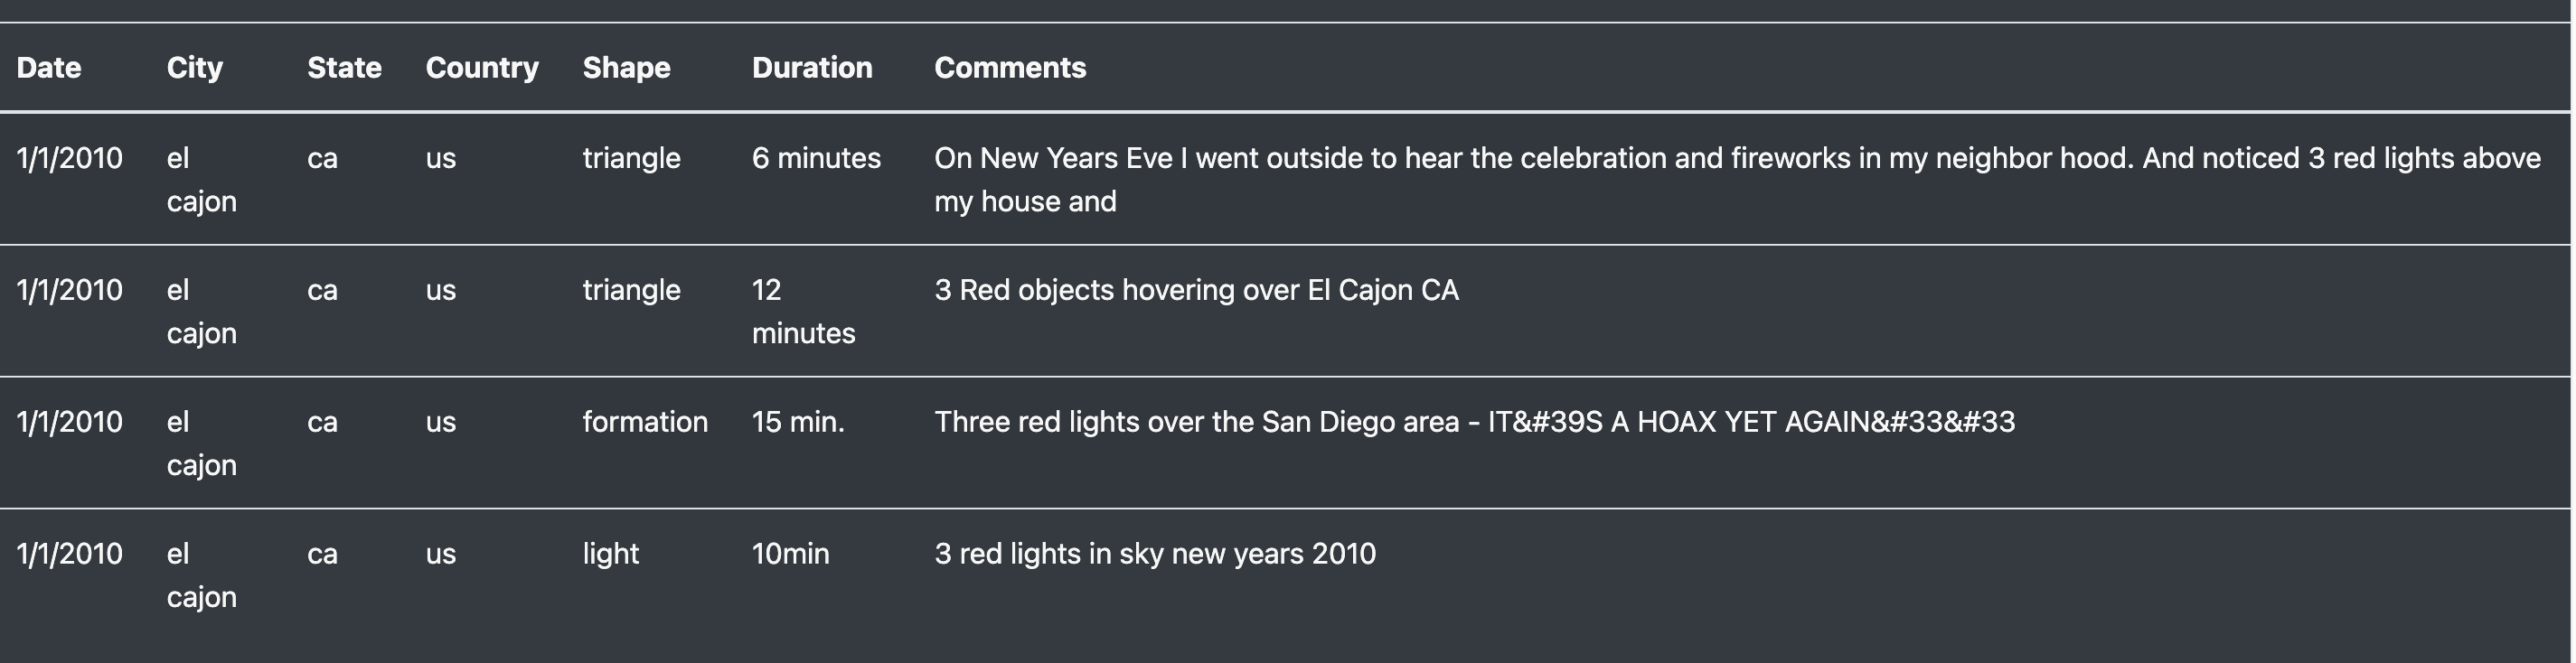 Date City State Country Shape Duration Comments
1/1/2010 el ca us triangle 6 minutes On New Years Eve I went outside to hear the celebration and fireworks in my neighbor hood. And noticed 3 red lights above
cajon my house and
1/1/2010 el ca us triangle 12 3 Red objects hovering over El Cajon CA
cajon minutes
1/1/2010 el ca us formation 15 min. Three red lights over the San Diego area - IT&#39S A HOAX YET AGAIN&#33&#33
cajon
1/1/2010 el ca us light 10min 3 red lights in sky new years 2010
cajon